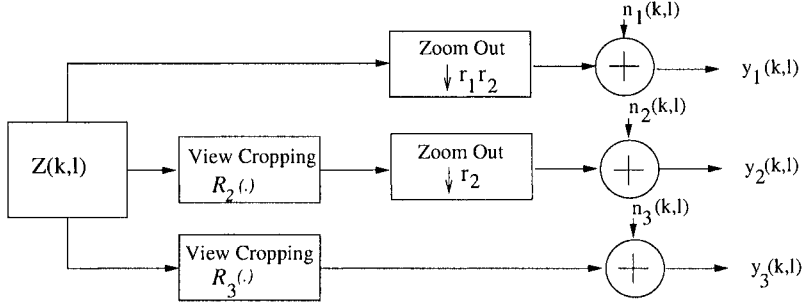 n1(k,l)
Zoom Out
↓ r1r2
y1(k,l)
n2(k,l)
Z(k,l)
View Cropping
R2(.)
Zoom Out
↓ r2
y2(k,l)
n3(k,l)
View Cropping
R3(.)
y3(k,l)